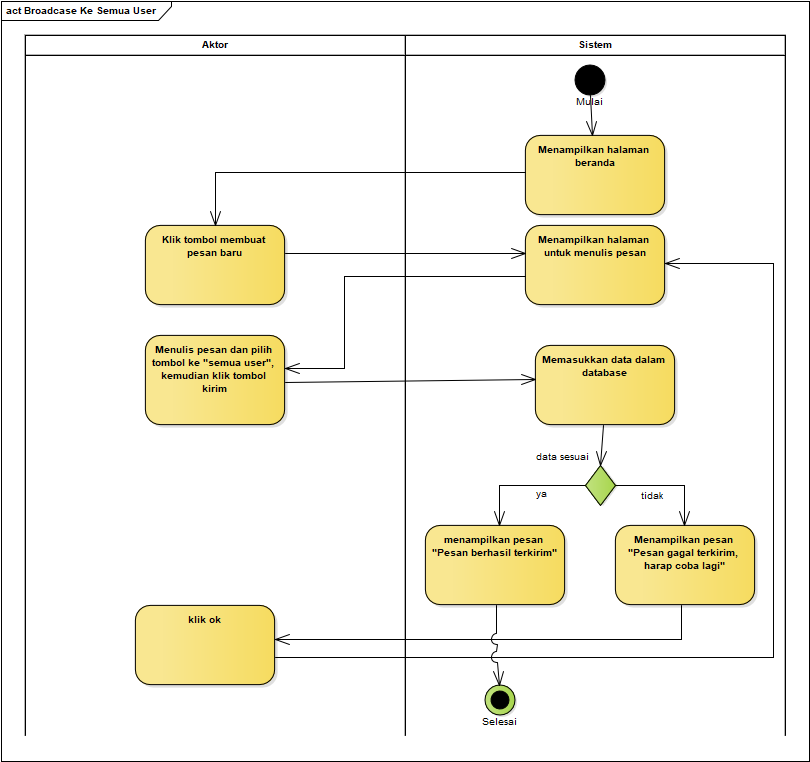 act Broadcase Ke Semua User
Aktor
Sistem
Mulai
Menampilkan halaman
beranda
Klik tombol membuat
pesan baru
Menampilkan halaman
untuk menulis pesan
Menulis pesan dan pilih
tombol ke "semua user",
kemudian klik tombol
kirim
Memasukkan data dalam
database
data sesuai
ya
tidak
menampilkan pesan
"Pesan berhasil terkirim"
Menampilkan pesan
"Pesan gagal terkirim,
harap coba lagi"
klik ok
Selesai